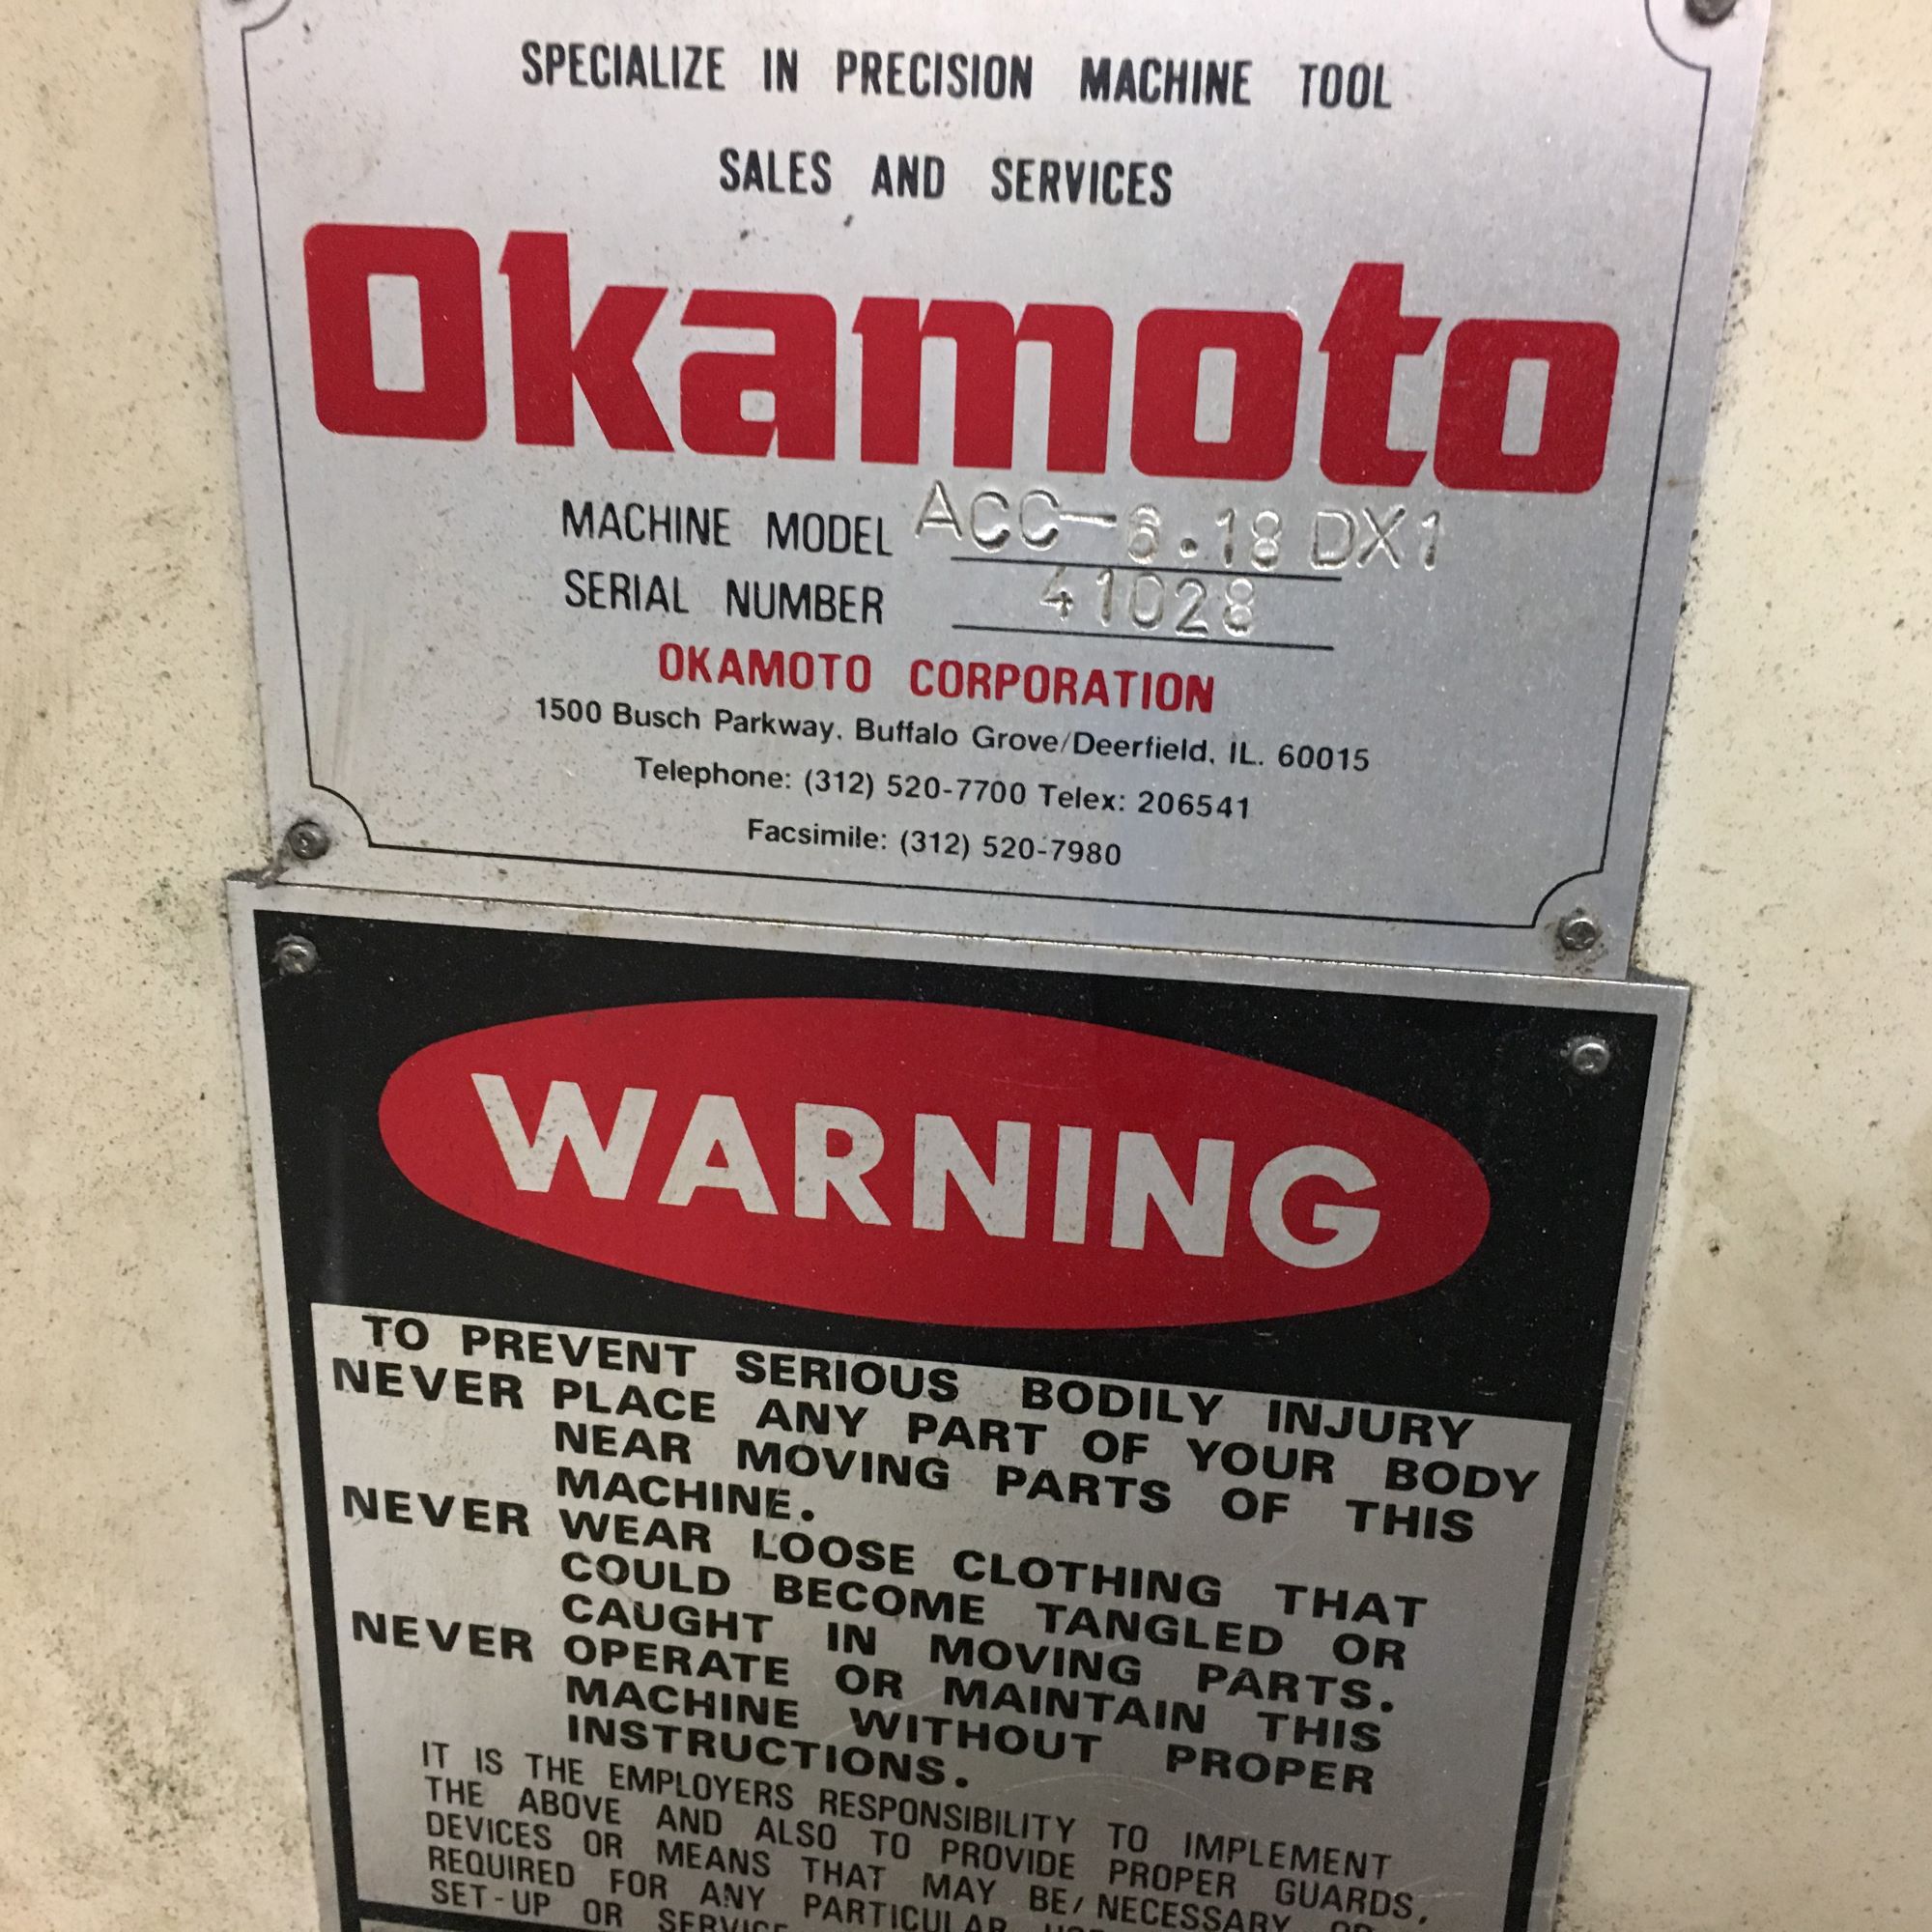 SPECIALIZE IN PRECISION MACHINE TOOL
SALES AND SERVICES
Okamoto
MACHINE MODEL ACC-6.18 DX1
SERIAL NUMBER 41028
OKAMOTO CORPORATION
1500 Busch Parkway, Buffalo Grove/Deerfield, IL. 60015
Telephone: (312) 520-7700 Telex: 206541
Facsimile: (312) 520-7980
WARNING
TO PREVENT SERIOUS BODILY INJURY
NEVER PLACE ANY PART OF YOUR BODY
NEAR MOVING PARTS OF THIS
MACHINE.
NEVER WEAR LOOSE CLOTHING THAT
COULD BECOME TANGLED OR
CAUGHT IN MOVING PARTS.
NEVER OPERATE OR MAINTAIN THIS
MACHINE WITHOUT PROPER
INSTRUCTIONS.
IT IS THE EMPLOYERS RESPONSIBILITY TO IMPLEMENT
THE ABOVE AND ALSO TO PROVIDE PROPER GUARDS,
DEVICES OR MEANS THAT MAY BE/NECESSARY OR
REQUIRED FOR ANY PARTICULAR
SET-UP OR SERVICE